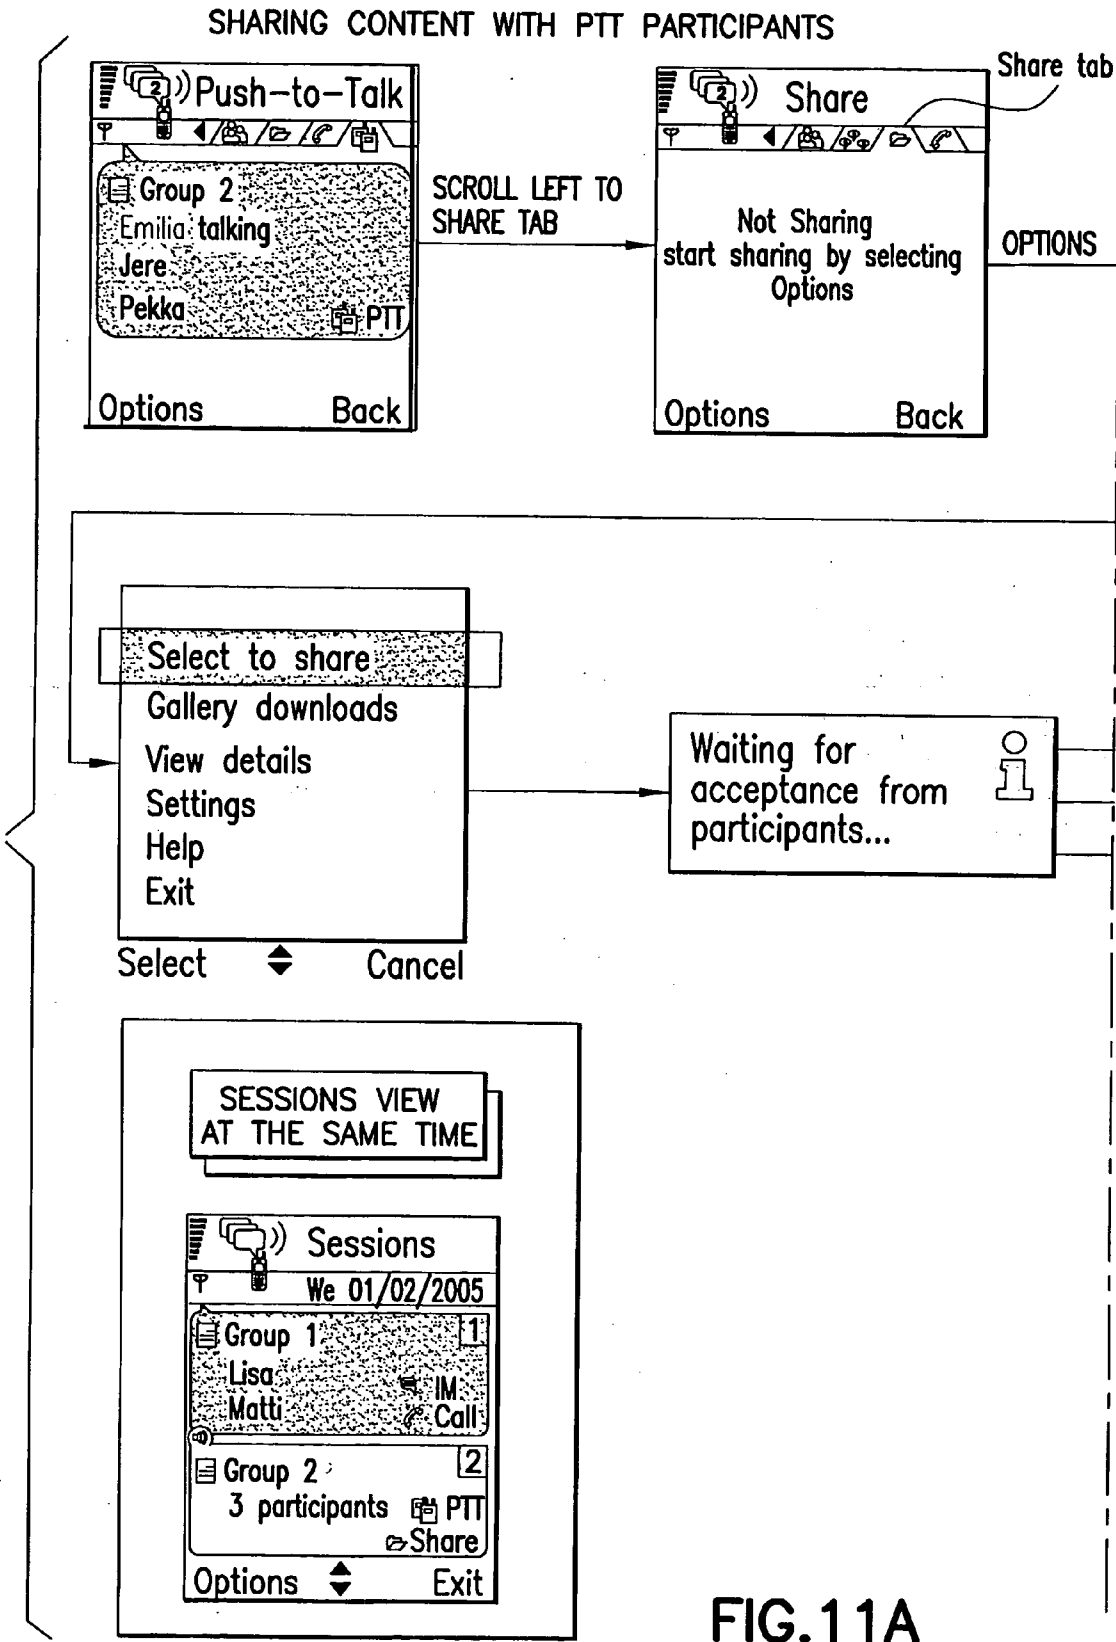 SHARING CONTENT WITH PTT PARTICIPANTS
2
Push-to-Talk
Group 2
Emilia talking
Jere
Pekka
PTT
Options Back
SCROLL LEFT TO
SHARE TAB
2
Share
Share tab
Not Sharing
start sharing by selecting
Options
Options Back
OPTIONS
Select to share
Gallery downloads
View details
Settings
Help
Exit
Select Cancel
Waiting for
acceptance from
participants...
i
SESSIONS VIEW
AT THE SAME TIME
Sessions
We 01/02/2005
Group 1 1
Lisa
IM
Matti
Call
Group 2 2
3 participants PTT
Share
Options Exit
FIG.11A